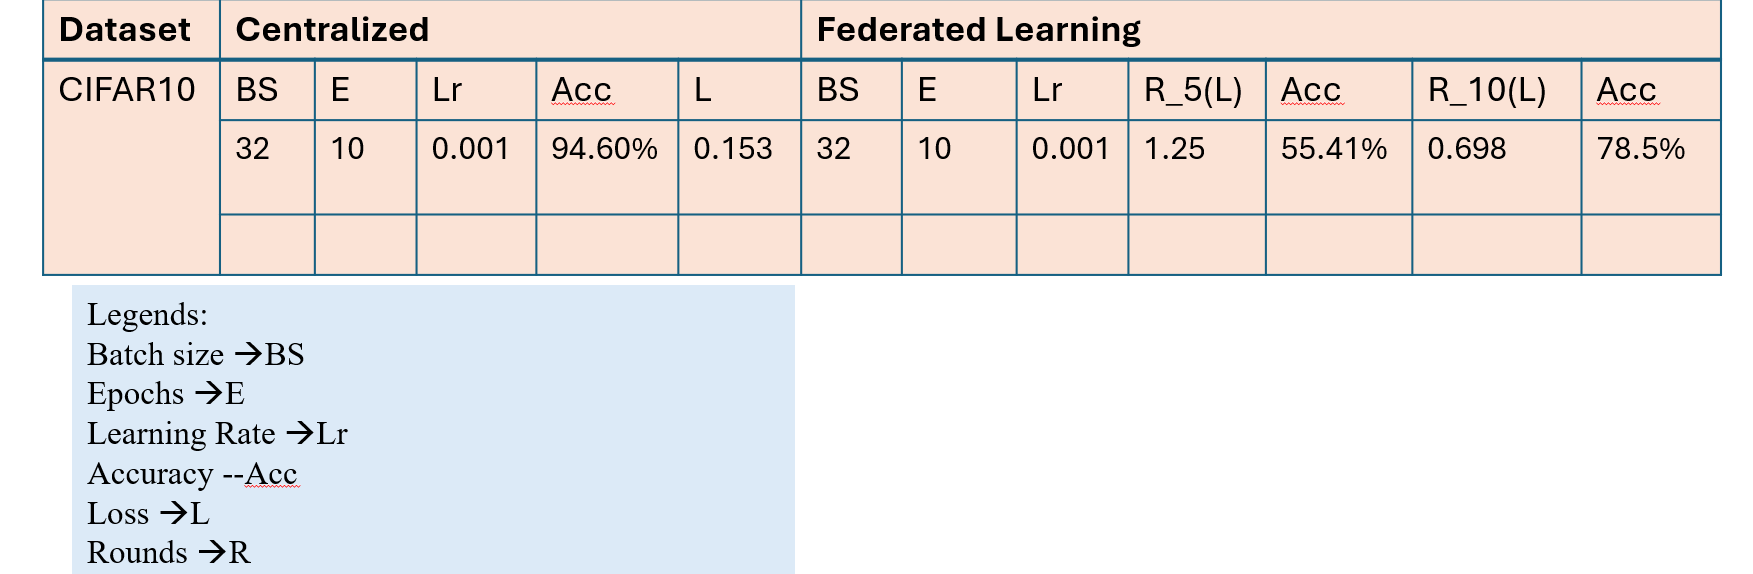 Dataset Centralized Federated Learning
CIFAR10 BS E Lr Acc L BS E Lr R_5(L) Acc R_10(L) Acc
32 10 0.001 94.60% 0.153 32 10 0.001 1.25 55.41% 0.698 78.5%
Legends:
Batch size →BS
Epochs →E
Learning Rate →Lr
Accuracy --Acc
Loss →L
Rounds →R